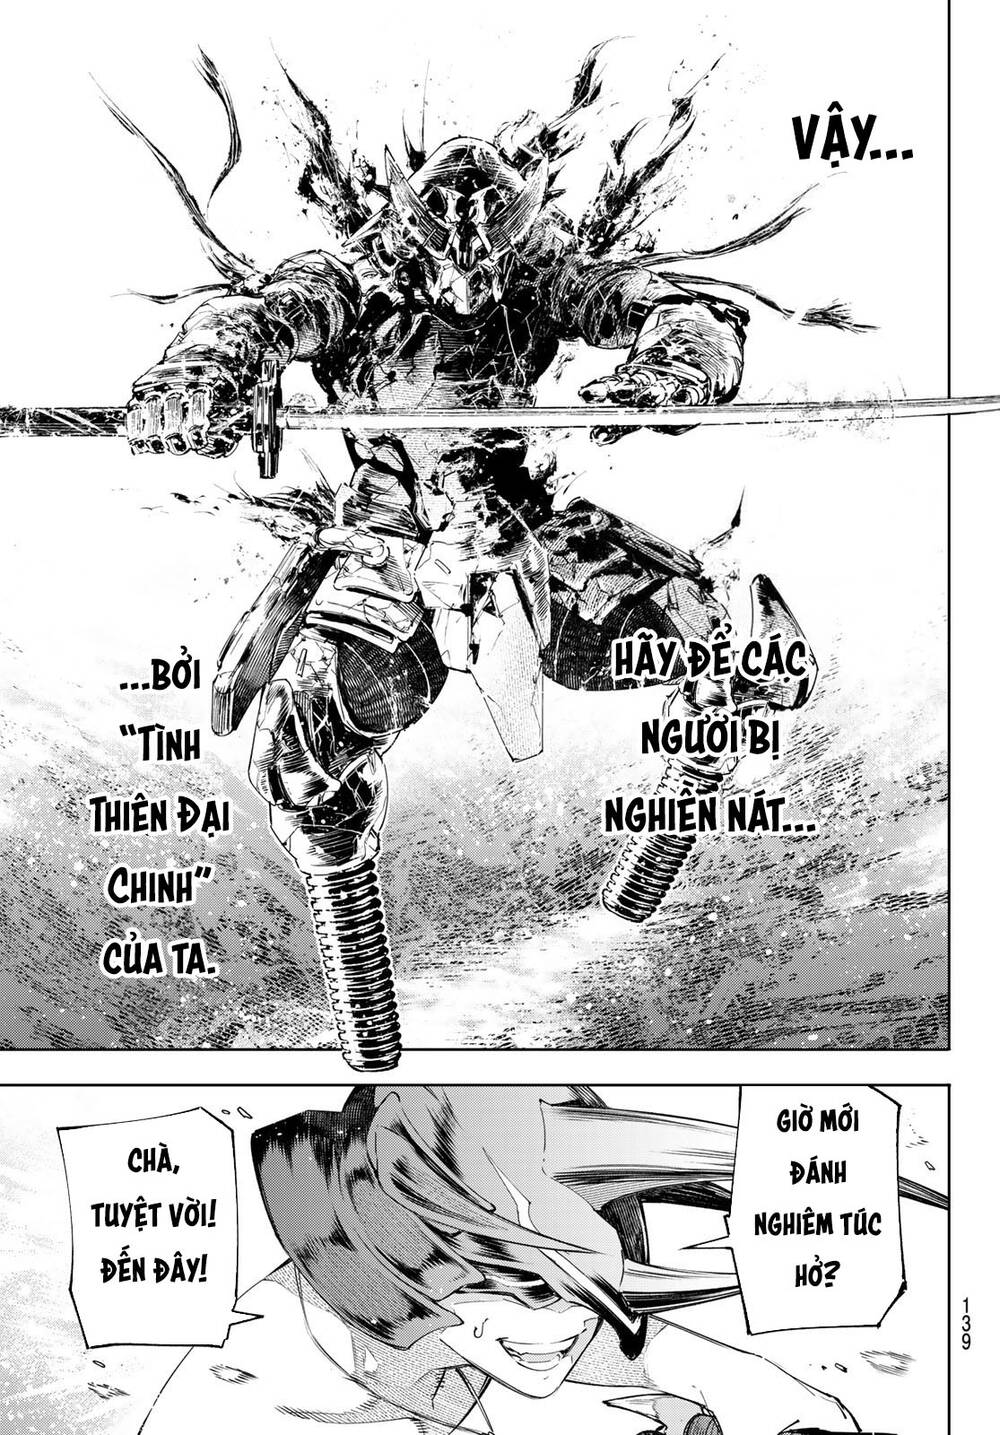 VẬY...
HÃY ĐỂ CÁC
NGƯƠI BỊ
NGHIỀN NÁT...
...BỞI
"TÌNH
THIÊN ĐẠI
CHINH"
CỦA TA.
GIỜ MỚI
ĐÁNH
NGHIÊM TÚC
HỞ?
CHÀ,
TUYỆT VỜI!
ĐẾN ĐÂY!
139